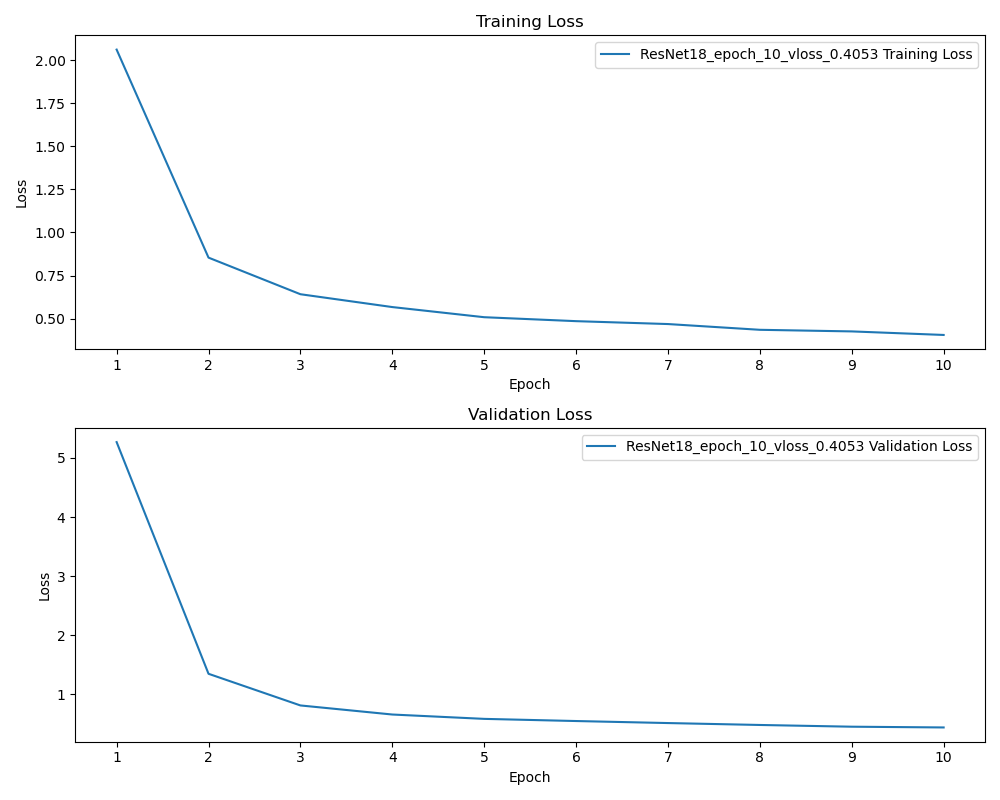 Training Loss
ResNet18_epoch_10_vloss_0.4053 Training Loss
2.00
1.75
1.50
1.25
1.00
0.75
0.50
Loss
1 2 3 4 5 6 7 8 9 10
Epoch
Validation Loss
ResNet18_epoch_10_vloss_0.4053 Validation Loss
5
4
3
2
1
Loss
1 2 3 4 5 6 7 8 9 10
Epoch